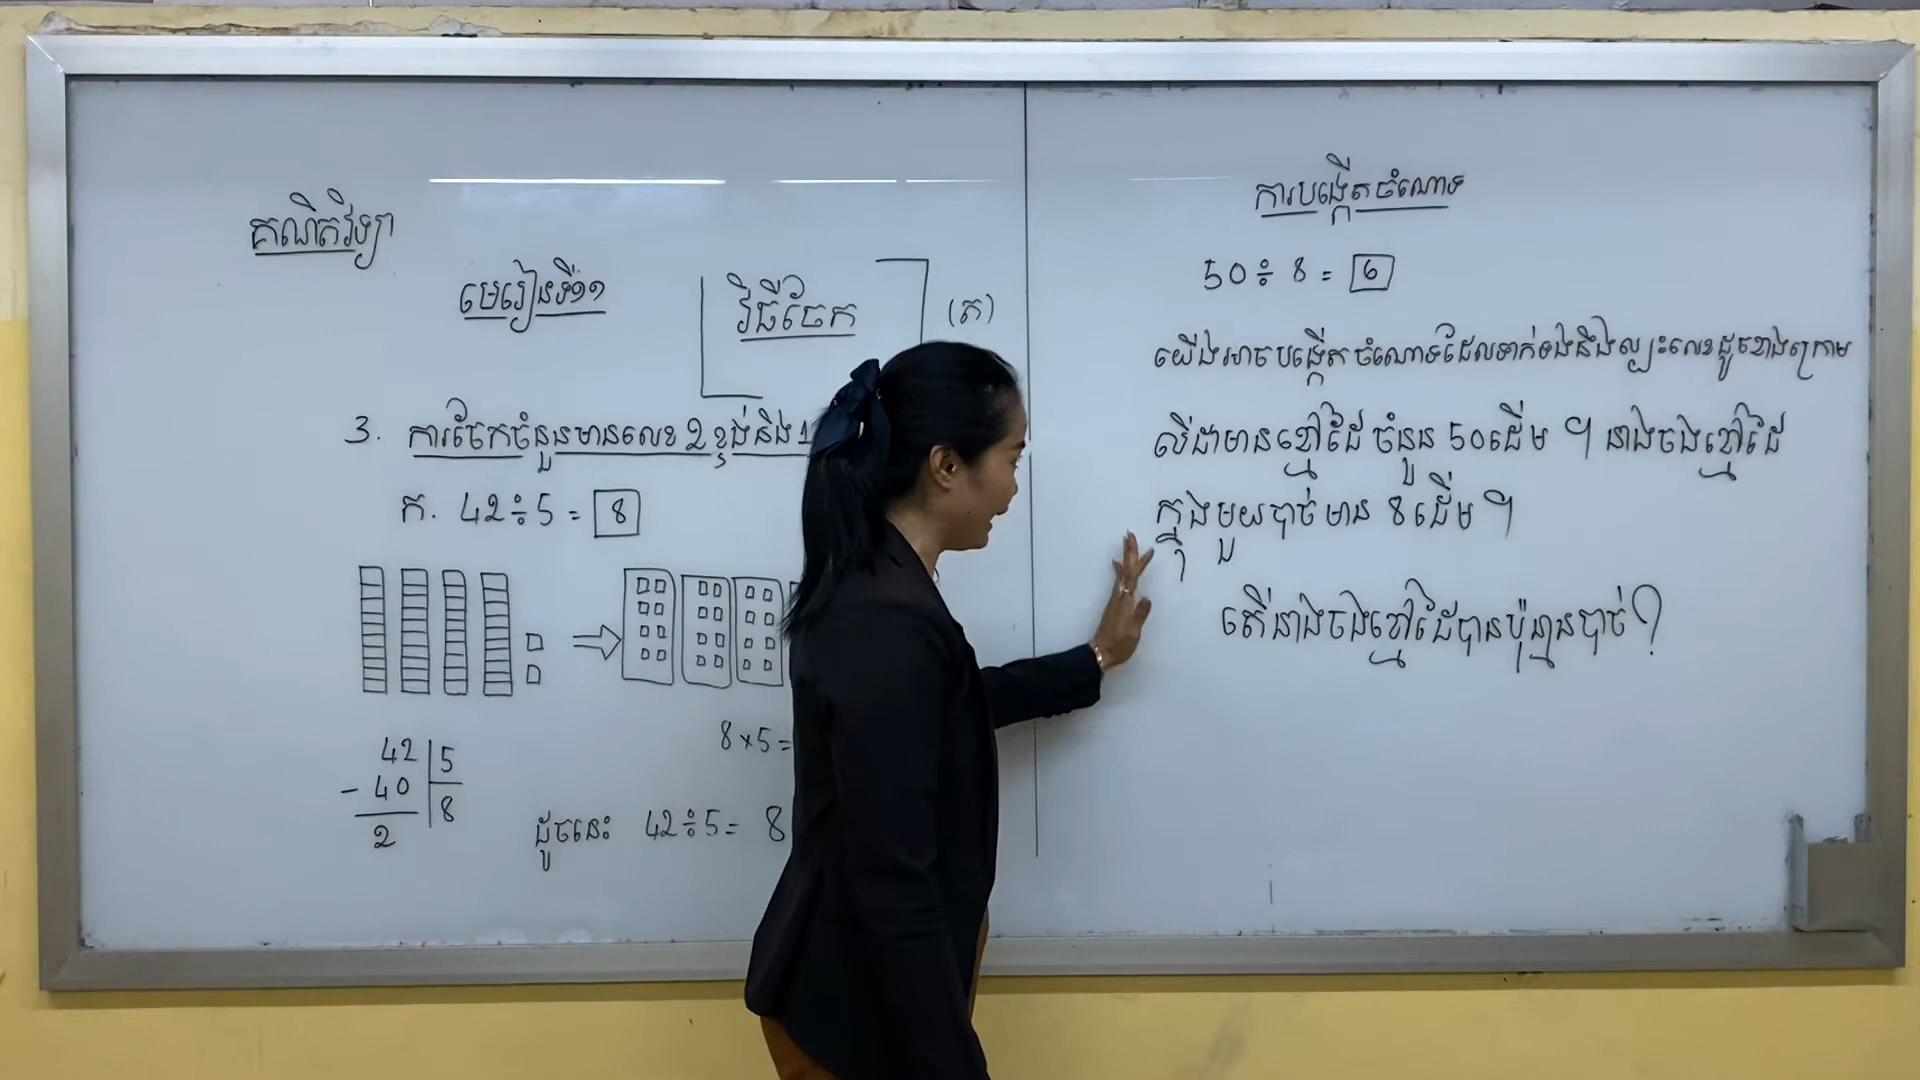 គណិតវិទ្យា
មេរៀនទី១១
វិធីចែក
(ត)
3. ការចែកចំនួនមានលេខ 2 ខ្ទង់និង 1
ក. 42 ÷ 5 = 8
8 × 5 =
42 5
- 40 8
2
ដូចនេះ 42 ÷ 5 = 8
ការបង្កើតចំណោទ
50 ÷ 8 = 6
យើងអាចបង្កើតចំណោទដែលទាក់ទងនឹងល្បះលេខដូចខាងក្រោម
លីដាមានខ្មៅដៃ ចំនួន 50ដើម ។ នាងចងខ្មៅដៃ
ក្នុងមួយបាច់មាន 8ដើម ។
តើនាងចងខ្មៅដៃបានប៉ុន្មានបាច់?